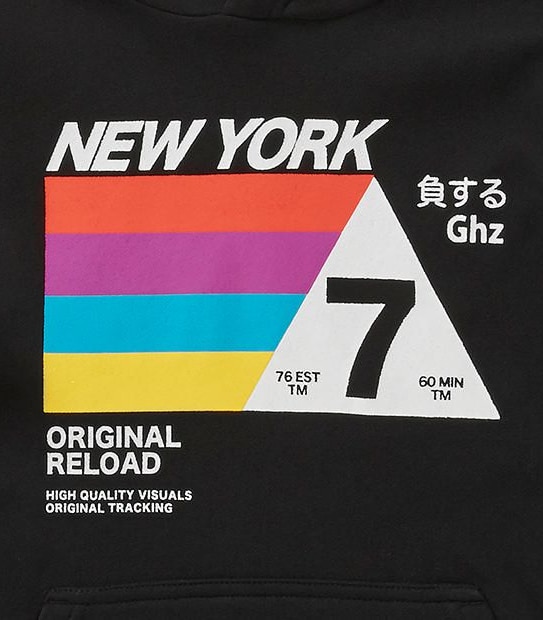 NEW YORK
負する
Ghz
7
76 EST
TM
60 MIN
TM
ORIGINAL
RELOAD
HIGH QUALITY VISUALS
ORIGINAL TRACKING